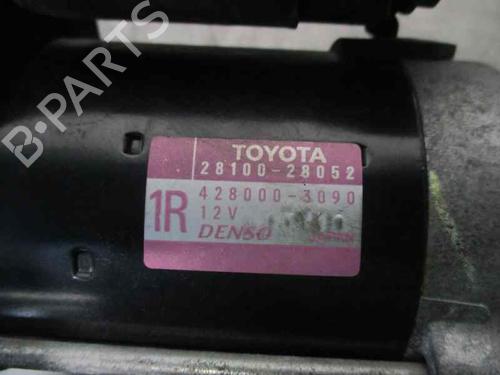 B-PARTS
TOYOTA
28100-28052
428000-3090
1R
12V
DENSO